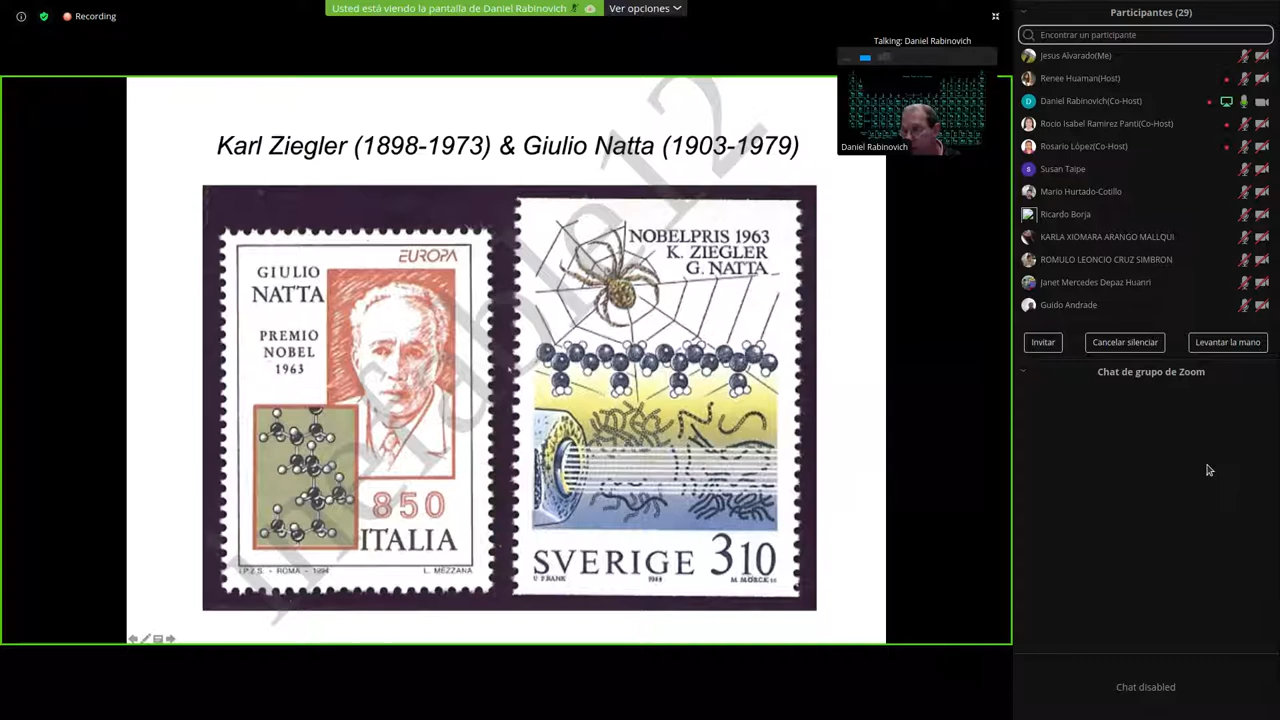 Recording
Usted está viendo la pantalla de Daniel Rabinovich
Ver opciones
Talking: Daniel Rabinovich
Daniel Rabinovich
Karl Ziegler (1898-1973) & Giulio Natta (1903-1979)
EUROPA
GIULIO
NATTA
PREMIO
NOBEL
1963
850
ITALIA
I.P.Z.S. - ROMA - 1994
L. MEZZANA
NOBELPRIS 1963
K. ZIEGLER
G. NATTA
SVERIGE 310
M. MÖRCK
Participantes (29)
Encontrar un participante
Jesus Alvarado(Me)
Renee Huaman(Host)
D
Daniel Rabinovich(Co-Host)
Rocio Isabel Ramirez Panti(Co-Host)
Rosario López(Co-Host)
S
Susan Taipe
Mario Hurtado-Cotillo
Ricardo Borja
KARLA XIOMARA ARANGO MALLQUI
ROMULO LEONCIO CRUZ SIMBRON
Janet Mercedes Depaz Huanri
Guido Andrade
Invitar
Cancelar silenciar
Levantar la mano
Chat de grupo de Zoom
Chat disabled